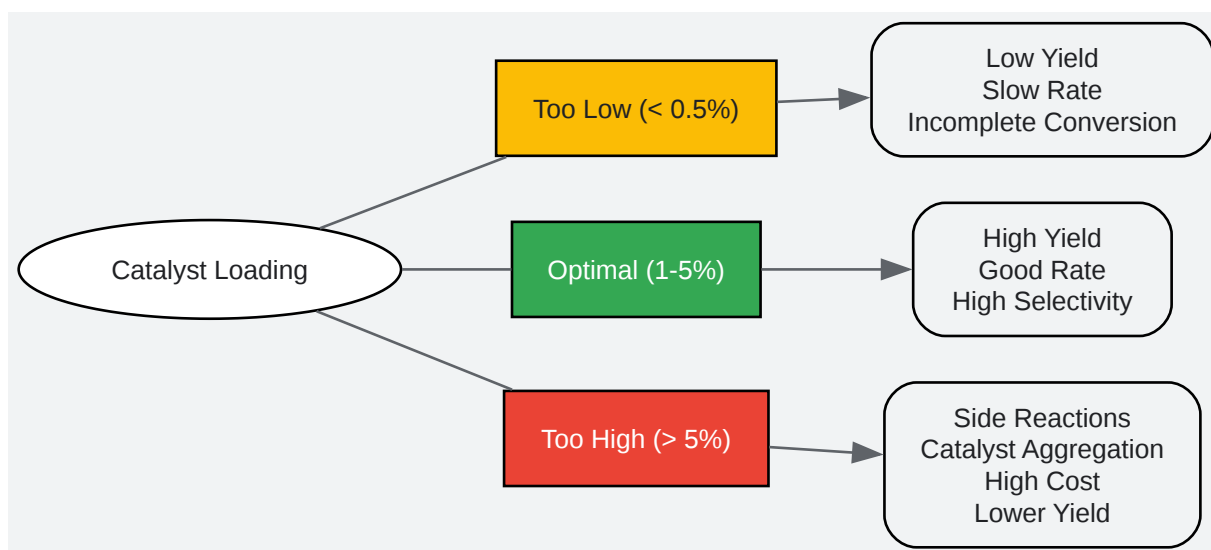 Catalyst Loading
Too Low (< 0.5%)
Low Yield
Slow Rate
Incomplete Conversion
Optimal (1-5%)
High Yield
Good Rate
High Selectivity
Too High (> 5%)
Side Reactions
Catalyst Aggregation
High Cost
Lower Yield